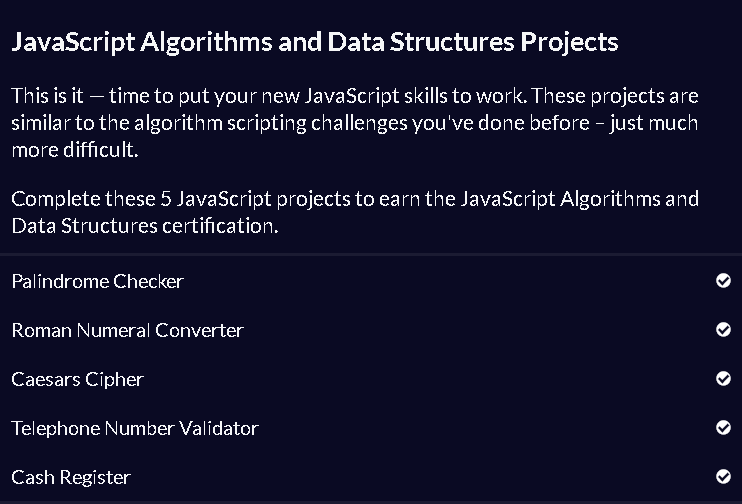 JavaScript Algorithms and Data Structures Projects
This is it — time to put your new JavaScript skills to work. These projects are
similar to the algorithm scripting challenges you've done before – just much
more difficult.
Complete these 5 JavaScript projects to earn the JavaScript Algorithms and
Data Structures certification.
Palindrome Checker
Roman Numeral Converter
Caesars Cipher
Telephone Number Validator
Cash Register